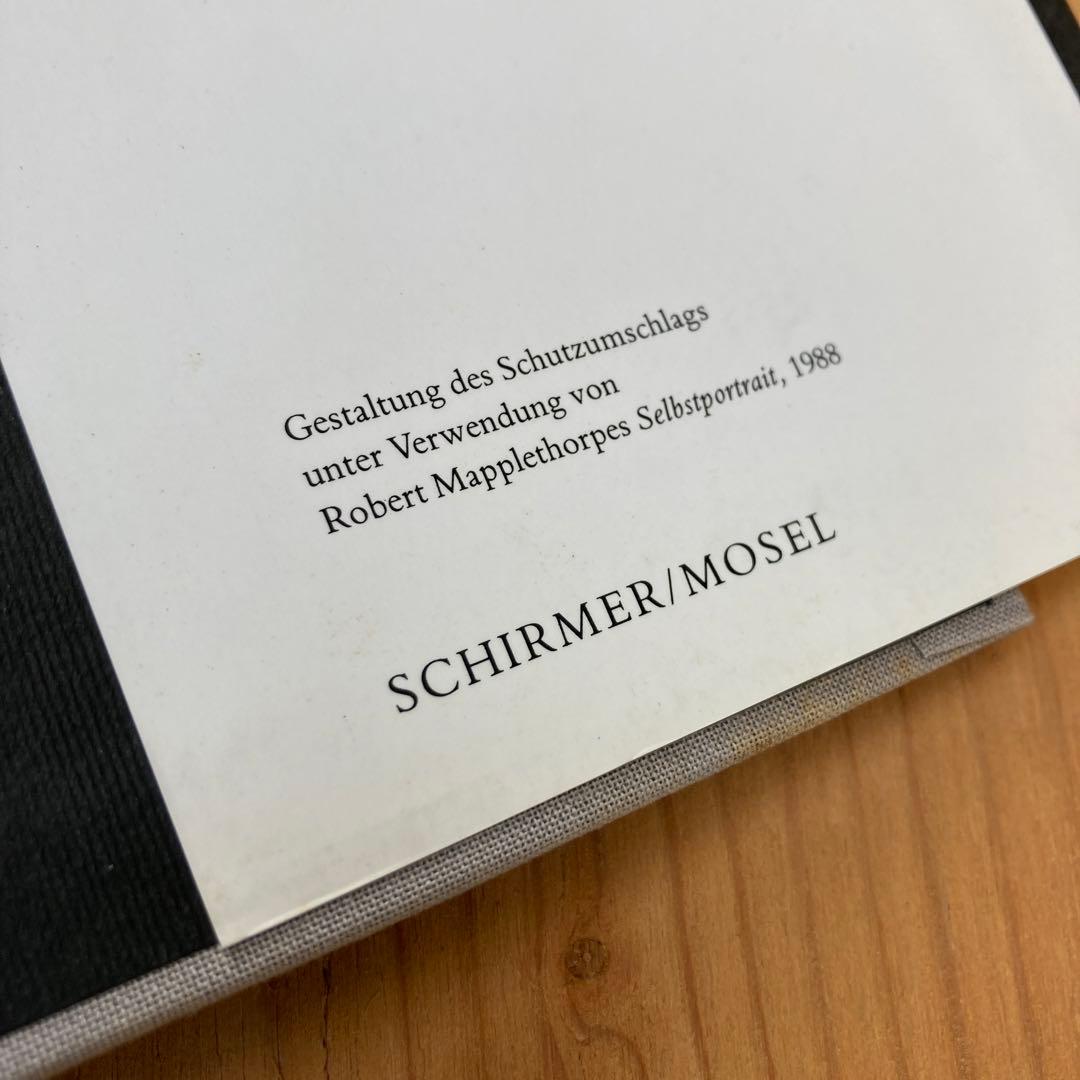 Gestaltung des Schutzumschlags
unter Verwendung von
Robert Mapplethorpes Selbstportrait, 1988
SCHIRMER/MOSEL